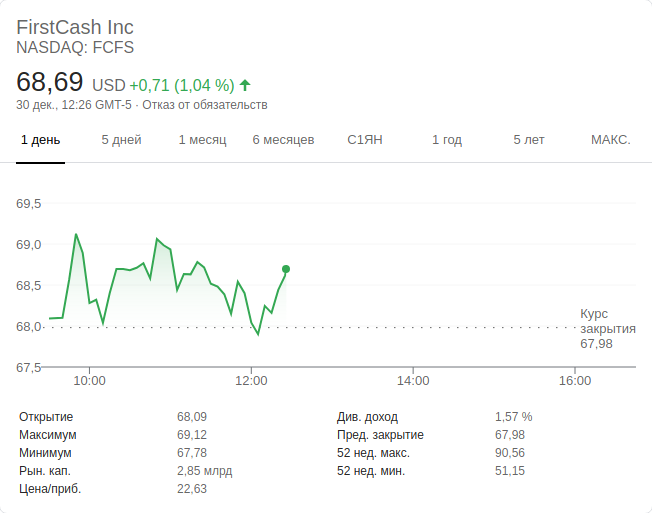 FirstCash Inc
NASDAQ: FCFS
68,69 USD +0,71 (1,04 %)
30 дек., 12:26 GMT-5 · Отказ от обязательств
1 день 5 дней 1 месяц 6 месяцев С1ЯН 1 год 5 лет МАКС.
69,5
69,0
68,5
68,0
67,5
Курс
закрытия
67,98
10:00 12:00 14:00 16:00
Открытие 68,09
Максимум 69,12
Минимум 67,78
Рын. кап. 2,85 млрд
Цена/приб. 22,63
Див. доход 1,57 %
Пред. закрытие 67,98
52 нед. макс. 90,56
52 нед. мин. 51,15